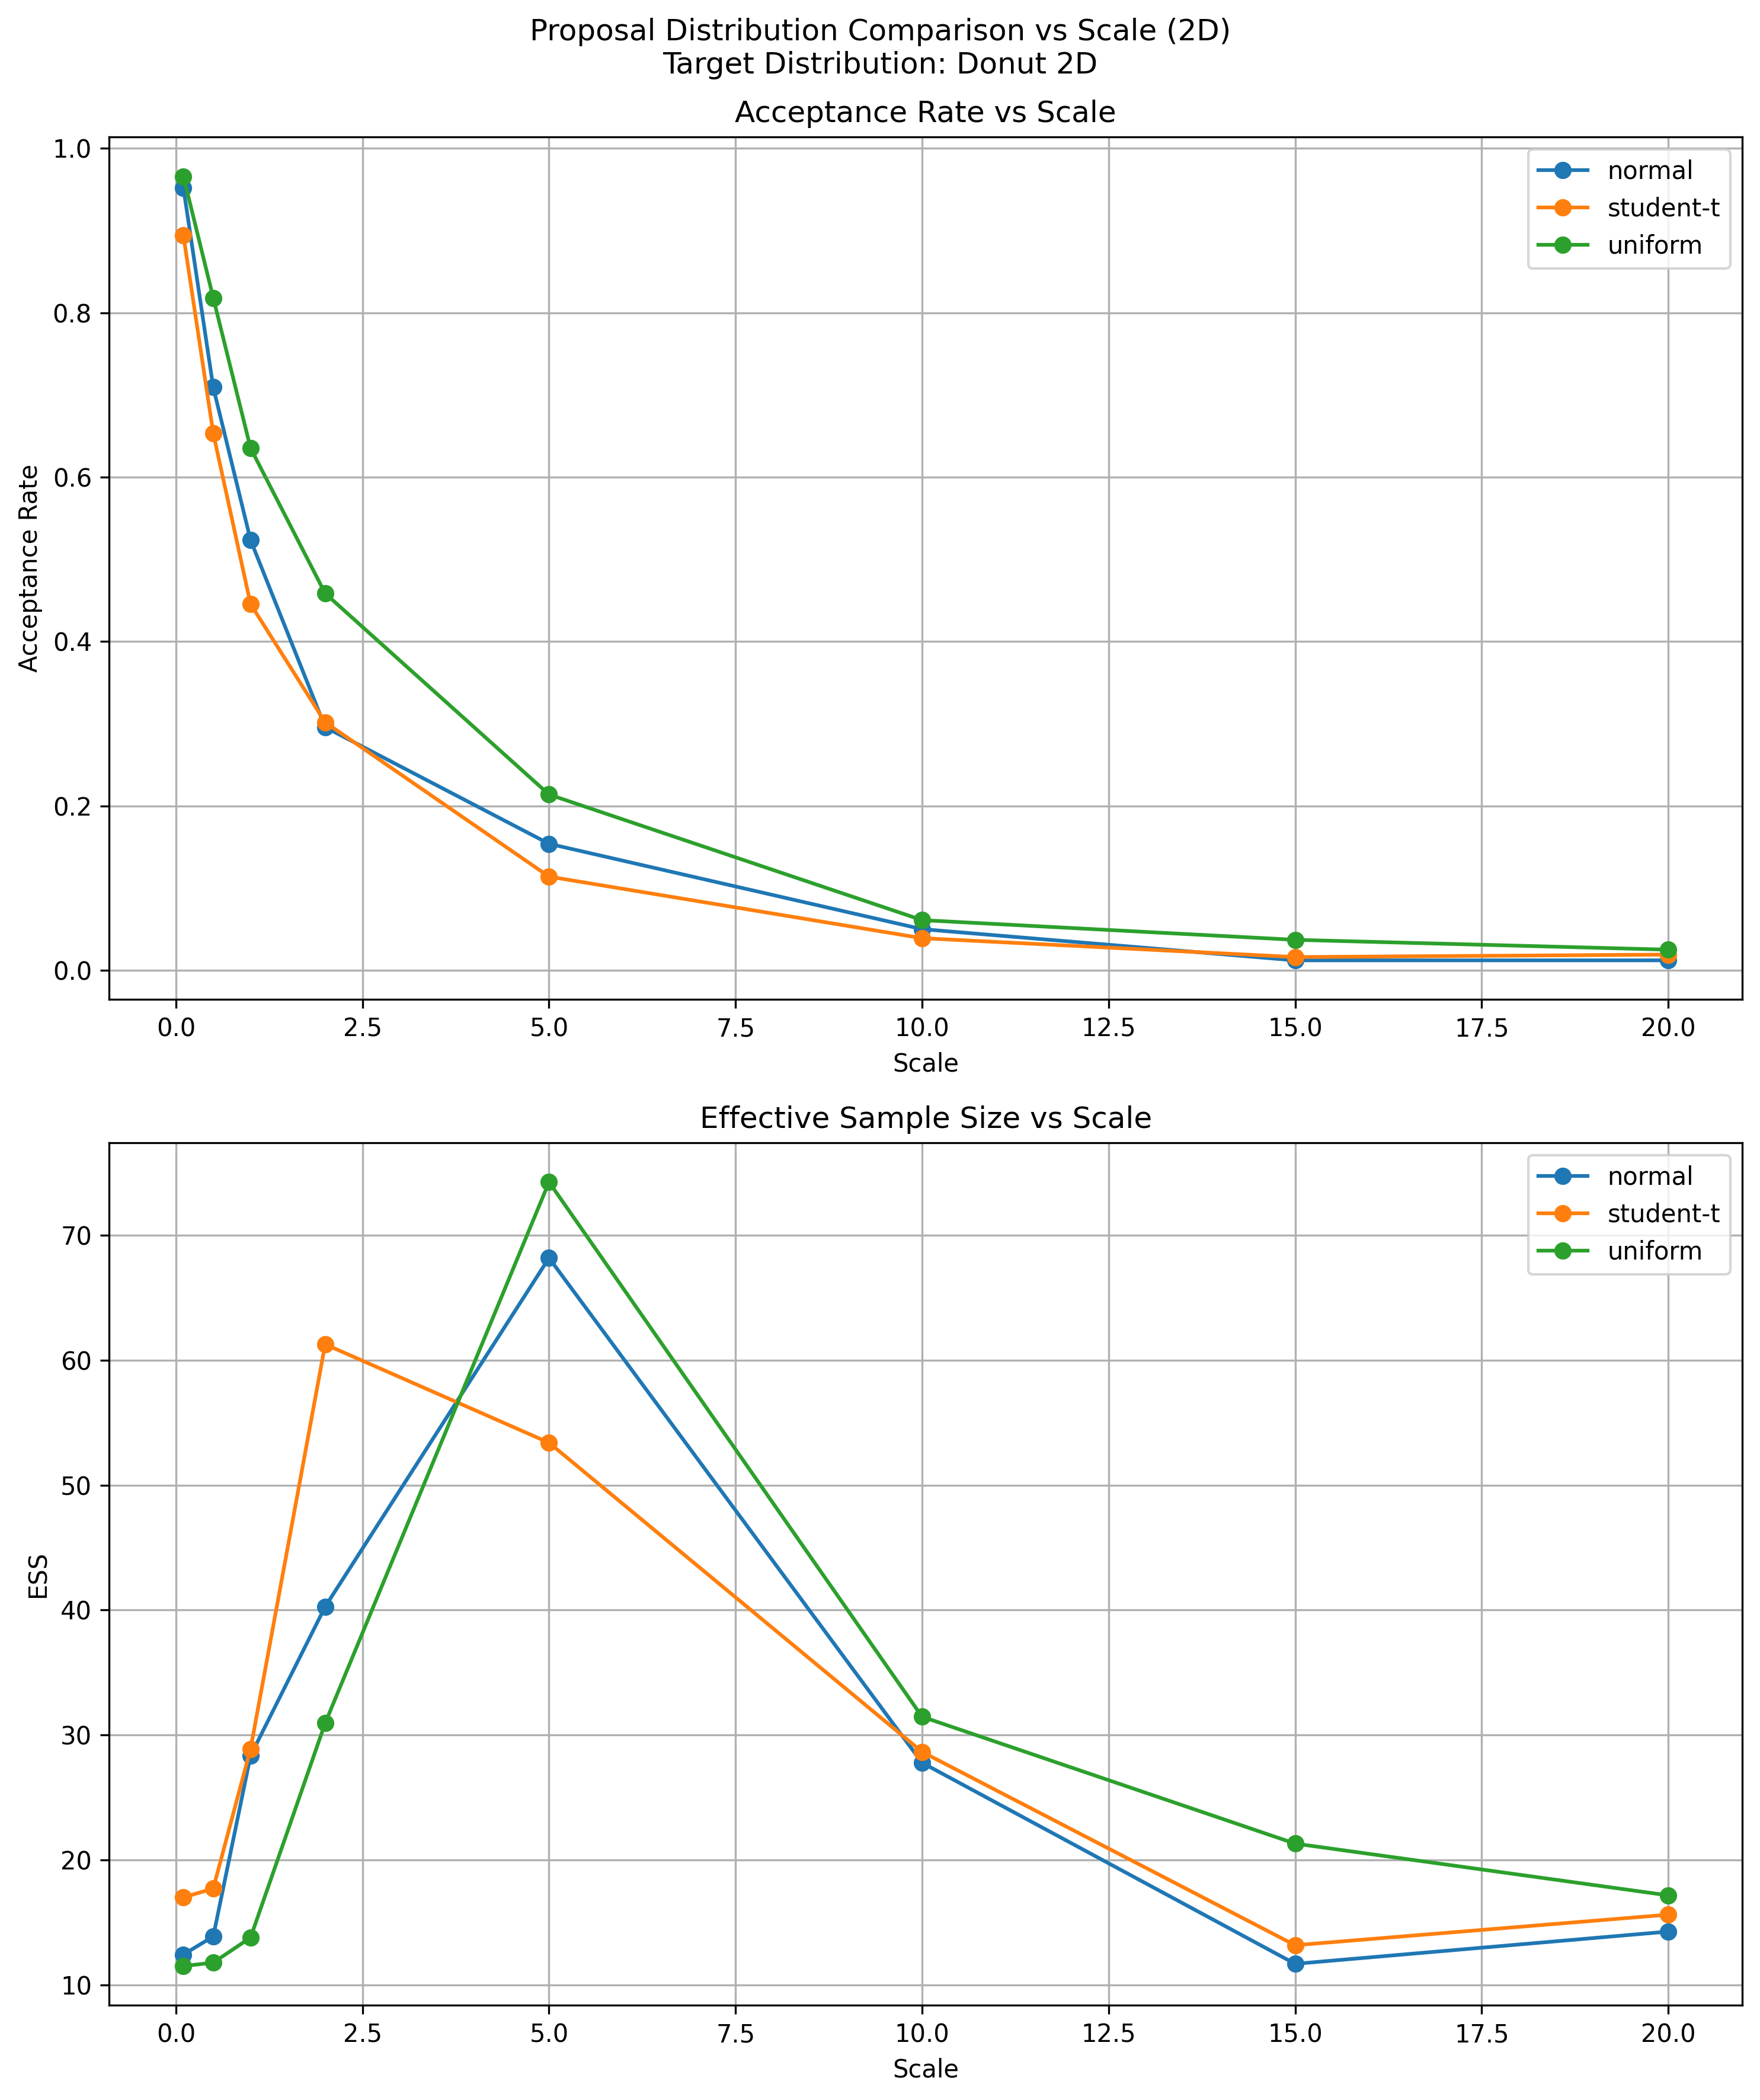 Proposal Distribution Comparison vs Scale (2D)
Target Distribution: Donut 2D
Acceptance Rate vs Scale
1.0
0.8
0.6
0.4
0.2
0.0
Acceptance Rate
normal
student-t
uniform
0.0 2.5 5.0 7.5 10.0 12.5 15.0 17.5 20.0
Scale
Effective Sample Size vs Scale
70
60
50
40
30
20
10
ESS
normal
student-t
uniform
0.0 2.5 5.0 7.5 10.0 12.5 15.0 17.5 20.0
Scale